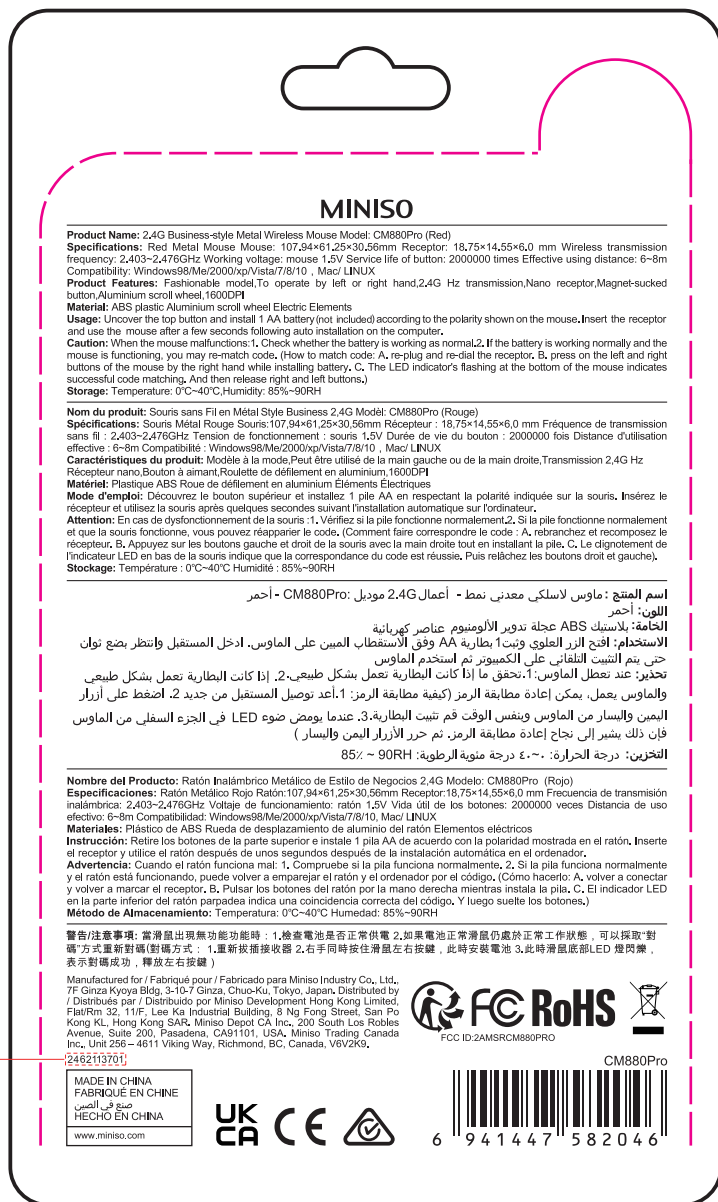 MINISO
Product Name: 2.4G Business-style Metal Wireless Mouse Model: CM880Pro (Red)
Specifications: Red Metal Mouse Mouse: 107.94×61.25×30.56mm Receptor: 18.75×14.55×6.0 mm Wireless transmission
frequency: 2.403~2.476GHz Working voltage: mouse 1.5V Service life of button: 2000000 times Effective using distance: 6~8m
Compatibility: Windows98/Me/2000/xp/Vista/7/8/10 , Mac/ LINUX
Product Features: Fashionable model,To operate by left or right hand,2.4G Hz transmission,Nano receptor,Magnet-sucked
button,Aluminium scroll wheel,1600DPI
Material: ABS plastic Aluminium scroll wheel Electric Elements
Usage: Uncover the top button and install 1 AA battery(not included) according to the polarity shown on the mouse. Insert the receptor
and use the mouse after a few seconds following auto installation on the computer.
Caution: When the mouse malfunctions:1. Check whether the battery is working as normal.2. If the battery is working normally and the
mouse is functioning, you may re-match code. (How to match code: A. re-plug and re-dial the receptor. B. press on the left and right
buttons of the mouse by the right hand while installing battery. C. The LED indicator's flashing at the bottom of the mouse indicates
successful code matching. And then release right and left buttons.)
Storage: Temperature: 0°C~40°C,Humidity: 85%~90RH
Nom du produit: Souris sans Fil en Métal Style Business 2,4G Modèl: CM880Pro (Rouge)
Spécifications: Souris Métal Rouge Souris:107,94×61,25×30,56mm Récepteur : 18,75×14,55×6,0 mm Fréquence de transmission
sans fil : 2.403~2.476GHz Tension de fonctionnement : souris 1.5V Durée de vie du bouton : 2000000 fois Distance d'utilisation
effective : 6~8m Compatibilité : Windows98/Me/2000/xp/Vista/7/8/10 , Mac/ LINUX
Caractéristiques du produit: Modèle à la mode,Peut être utilisé de la main gauche ou de la main droite,Transmission 2,4G Hz
Récepteur nano,Bouton à aimant,Roulette de défilement en aluminium,1600DPI
Matériel: Plastique ABS Roue de défilement en aluminium Éléments Électriques
Mode d'emploi: Découvrez le bouton supérieur et installez 1 pile AA en respectant la polarité indiquée sur la souris. Insérez le
récepteur et utilisez la souris après quelques secondes suivant l'installation automatique sur l'ordinateur.
Attention: En cas de dysfonctionnement de la souris :1. Vérifiez si la pile fonctionne normalement.2. Si la pile fonctionne normalement
et que la souris fonctionne, vous pouvez réapparier le code. (Comment faire correspondre le code : A. rebranchez et recomposez le
récepteur. B. Appuyez sur les boutons gauche et droit de la souris avec la main droite tout en installant la pile. C. Le clignotement de
l'indicateur LED en bas de la souris indique que la correspondance du code est réussie. Puis relâchez les boutons droit et gauche).
Stockage: Température : 0°C~40°C Humidité : 85%~90RH
اسم المنتج : ماوس لاسلكي معدني نمط - أعمال 2.4G موديل :CM880Pro - أحمر
اللون: أحمر
الخامة: بلاستيك ABS عجلة تدوير الألومنيوم عناصر كهربائية
الاستخدام: افتح الزر العلوي وثبت1 بطارية AA وفق الاستقطاب المبين على الماوس. ادخل المستقبل وانتظر بضع ثوان
حتى يتم التثبيت التلقائي على الكمبيوتر ثم استخدم الماوس
تحذير: عند تعطل الماوس:1.تحقق ما إذا كانت البطارية تعمل بشكل طبيعي.2. إذا كانت البطارية تعمل بشكل طبيعي
والماوس يعمل، يمكن إعادة مطابقة الرمز (كيفية مطابقة الرمز: 1.أعد توصيل المستقبل من جديد 2. اضغط على أزرار
اليمين واليسار من الماوس وبنفس الوقت قم تثبيت البطارية.3. عندما يومض ضوء LED في الجزء السفلي من الماوس
فإن ذلك يشير إلى نجاح إعادة مطابقة الرمز. ثم حرر الأزرار اليمن واليسار )
التخزين: درجة الحرارة: ٠~٤٠ درجة مئوية الرطوبة: 85٪ ~ 90RH
Nombre del Producto: Ratón Inalámbrico Metálico de Estilo de Negocios 2,4G Modelo: CM880Pro (Rojo)
Especificaciones: Ratón Metálico Rojo Ratón:107,94×61,25×30,56mm Receptor:18,75×14,55×6,0 mm Frecuencia de transmisión
inalámbrica: 2.403~2.476GHz Voltaje de funcionamiento: ratón 1.5V Vida útil de los botones: 2000000 veces Distancia de uso
efectivo: 6~8m Compatibilidad: Windows98/Me/2000/xp/Vista/7/8/10, Mac/ LINUX
Materiales: Plástico de ABS Rueda de desplazamiento de aluminio del ratón Elementos eléctricos
Instrucción: Retire los botones de la parte superior e instale 1 pila AA de acuerdo con la polaridad mostrada en el ratón. Inserte
el receptor y utilice el ratón después de unos segundos después de la instalación automática en el ordenador.
Advertencia: Cuando el ratón funciona mal: 1. Compruebe si la pila funciona normalmente. 2. Si la pila funciona normalmente
y el ratón está funcionando, puede volver a emparejar el ratón y el ordenador por el código. (Cómo hacerlo: A. volver a conectar
y volver a marcar el receptor. B. Pulsar los botones del ratón por la mano derecha mientras instala la pila. C. El indicador LED
en la parte inferior del ratón parpadea indica una coincidencia correcta del código. Y luego suelte los botones.)
Método de Almacenamiento: Temperatura: 0°C~40°C Humedad: 85%~90RH
警告/注意事項: 當滑鼠出現無功能功能時：1.檢查電池是否正常供電 2.如果電池正常滑鼠仍處於正常工作狀態，可以採取“對
碼”方式重新對碼(對碼方式： 1.重新拔插接收器 2.右手同時按住滑鼠左右按鍵，此時安裝電池 3.此時滑鼠底部LED 燈閃爍，
表示對碼成功，釋放左右按鍵）
Manufactured for / Fabriqué pour / Fabricado para Miniso Industry Co., Ltd.,
7F Ginza Kyoya Bldg, 3-10-7 Ginza, Chuo-Ku, Tokyo, Japan. Distributed by
/ Distribués par / Distribuido por Miniso Development Hong Kong Limited,
Flat/Rm 32, 11/F, Lee Ka Industrial Building, 8 Ng Fong Street, San Po
Kong KL, Hong Kong SAR. Miniso Depot CA Inc., 200 South Los Robles
Avenue, Suite 200, Pasadena, CA91101, USA. Miniso Trading Canada
Inc., Unit 256 – 4611 Viking Way, Richmond, BC, Canada, V6V2K9.
FC RoHS
FCC ID:2AMSRCM880PRO
2462113701
CM880Pro
MADE IN CHINA
FABRIQUÉ EN CHINE
صنع في الصين
HECHO EN CHINA
www.miniso.com
UK
CA
CE
6 941447 582046